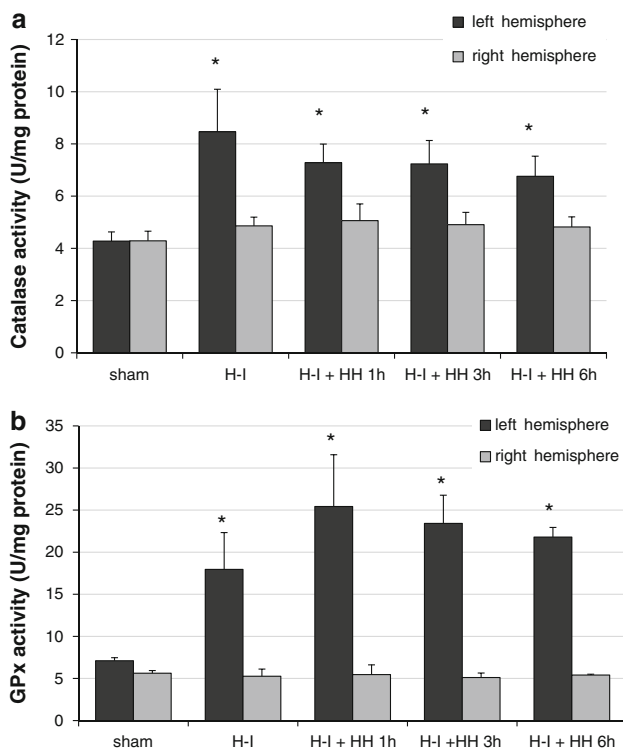 a
left hemisphere
right hemisphere
Catalase activity (U/mg protein)
12
10
8
6
4
2
0
*
*
*
*
sham
H-I
H-I + HH 1h
H-I + HH 3h
H-I + HH 6h
b
left hemisphere
right hemisphere
GPx activity (U/mg protein)
35
30
25
20
15
10
5
0
*
*
*
*
sham
H-I
H-I + HH 1h
H-I +HH 3h
H-I + HH 6h